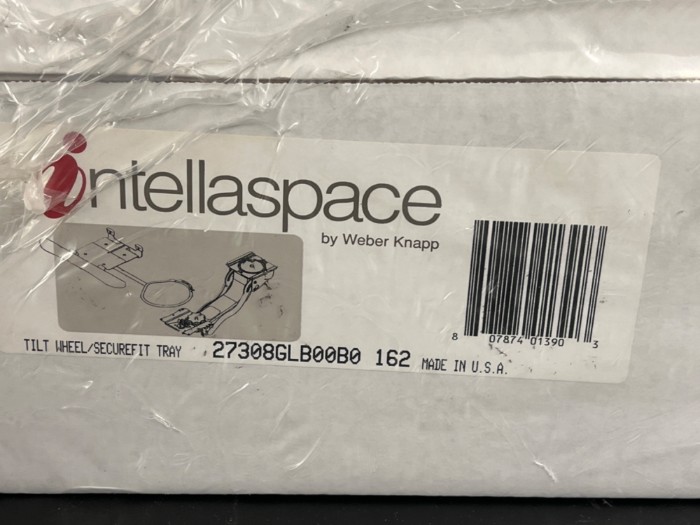 intellaspace
by Weber Knapp
8 07874 01390 3
TILT WHEEL/SECUREFIT TRAY 27308GLB00B0 162 MADE IN U.S.A.